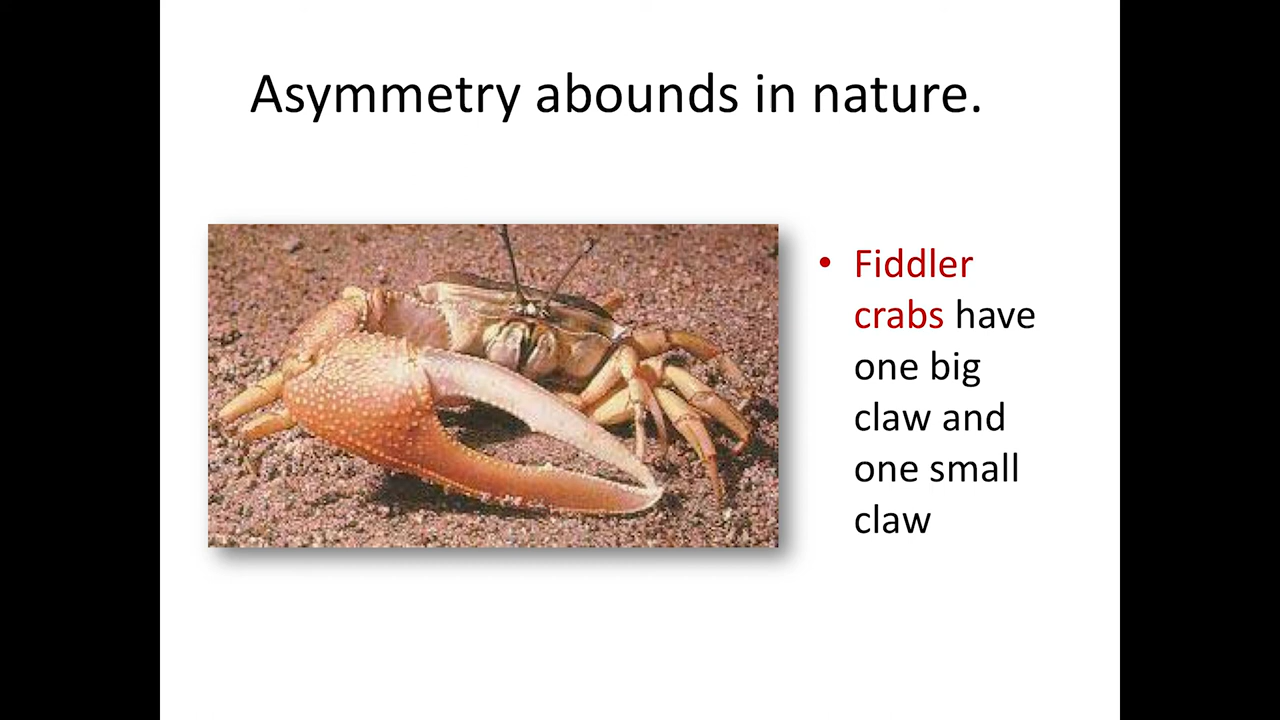 Asymmetry abounds in nature.
• Fiddler
crabs have
one big
claw and
one small
claw